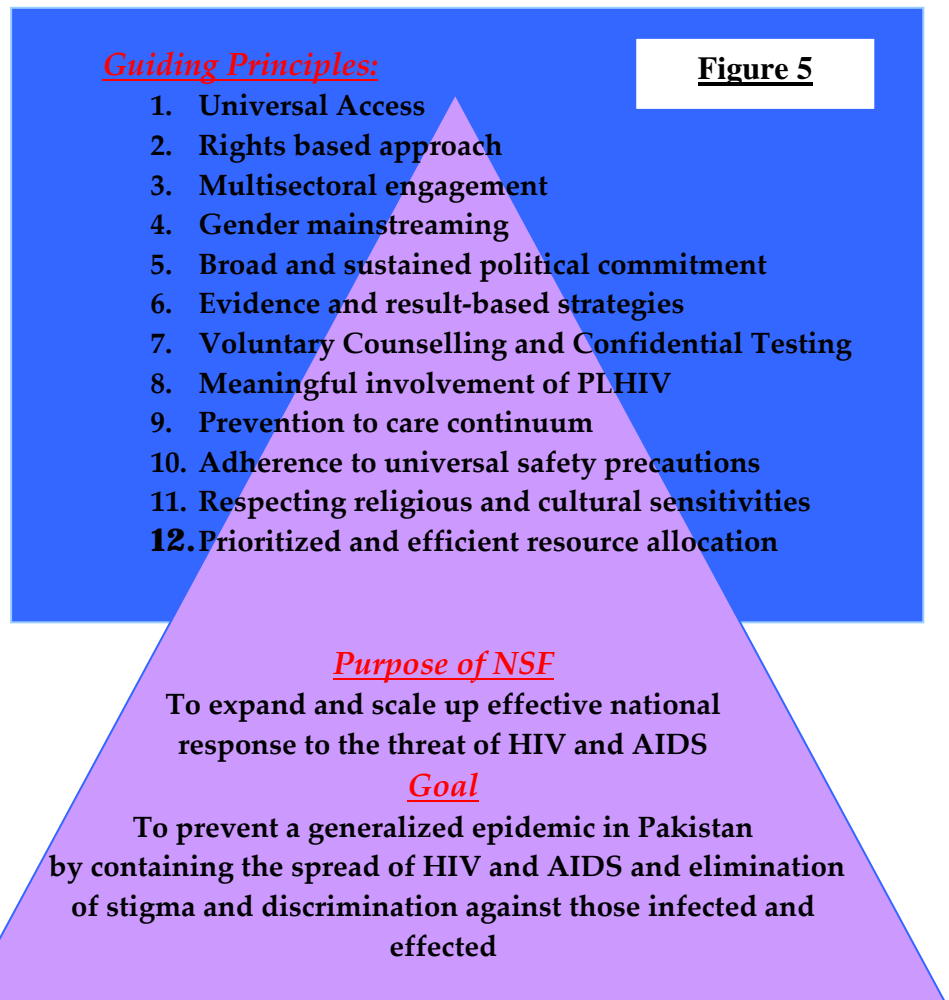 Guiding Principles:
Figure 5
1. Universal Access
2. Rights based approach
3. Multisectoral engagement
4. Gender mainstreaming
5. Broad and sustained political commitment
6. Evidence and result-based strategies
7. Voluntary Counselling and Confidential Testing
8. Meaningful involvement of PLHIV
9. Prevention to care continuum
10. Adherence to universal safety precautions
11. Respecting religious and cultural sensitivities
12. Prioritized and efficient resource allocation
Purpose of NSF
To expand and scale up effective national
response to the threat of HIV and AIDS
Goal
To prevent a generalized epidemic in Pakistan
by containing the spread of HIV and AIDS and elimination
of stigma and discrimination against those infected and
effected